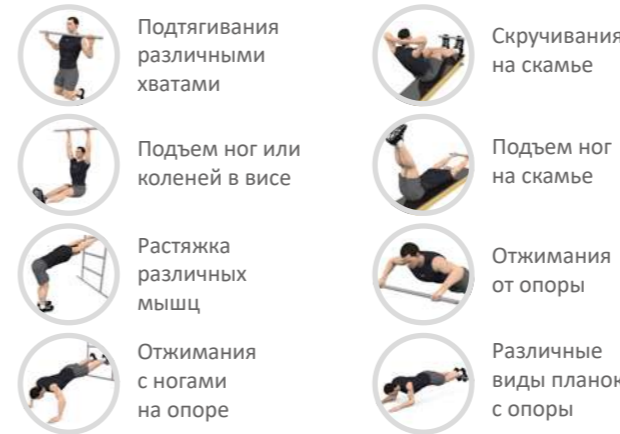 Подтягивания
различными
хватами
Подъем ног или
коленей в висе
Растяжка
различных
мышц
Отжимания
с ногами
на опоре
Скручивания
на скамье
Подъем ног
на скамье
Отжимания
от опоры
Различные
виды планок
с опоры